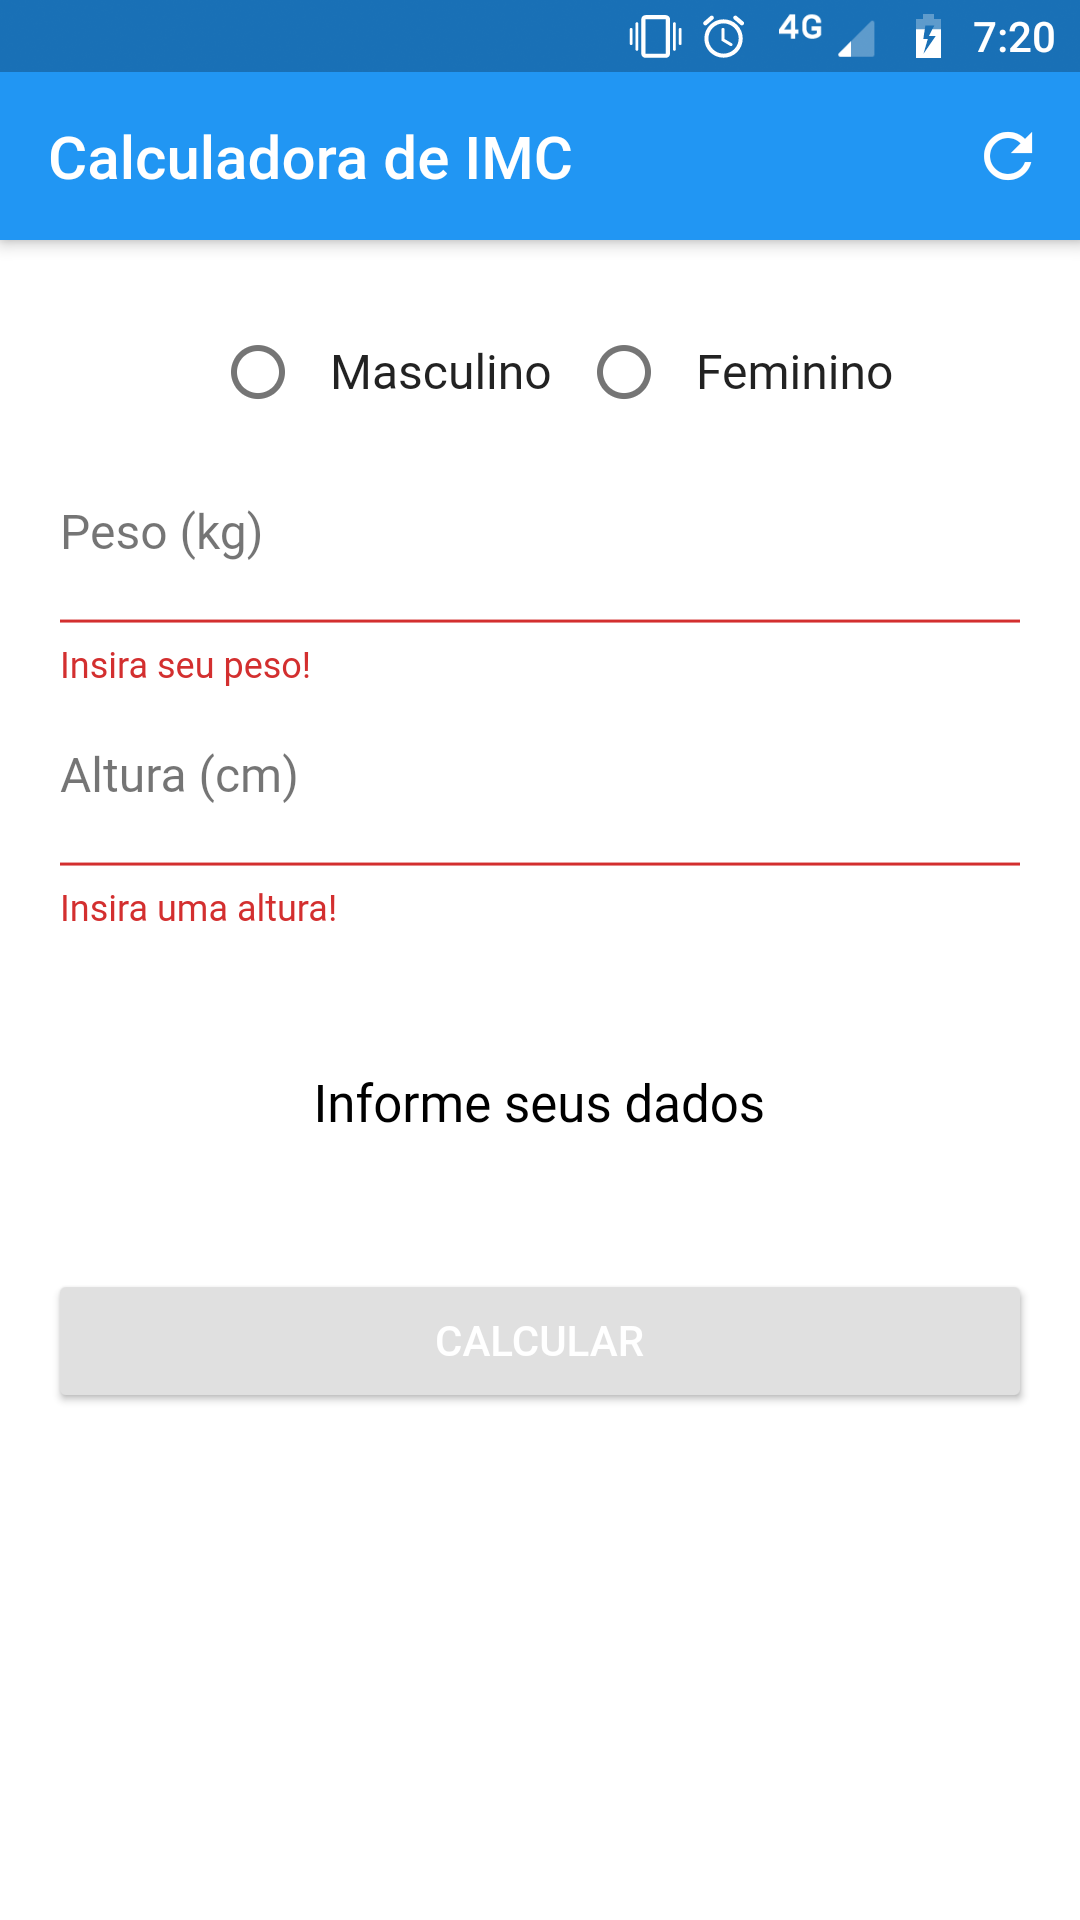 4G 7:20
Calculadora de IMC
Masculino Feminino
Peso (kg)
Insira seu peso!
Altura (cm)
Insira uma altura!
Informe seus dados
CALCULAR